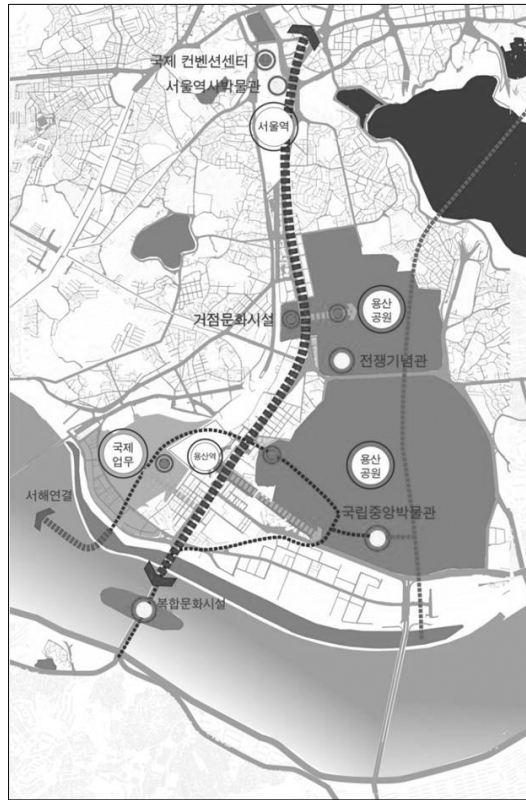 국제 컨벤션센터
서울역사박물관
서울역
거점문화시설
용산
공원
전쟁기념관
국제
업무
용산역
용산
공원
서해연결
국립중앙박물관
복합문화시설